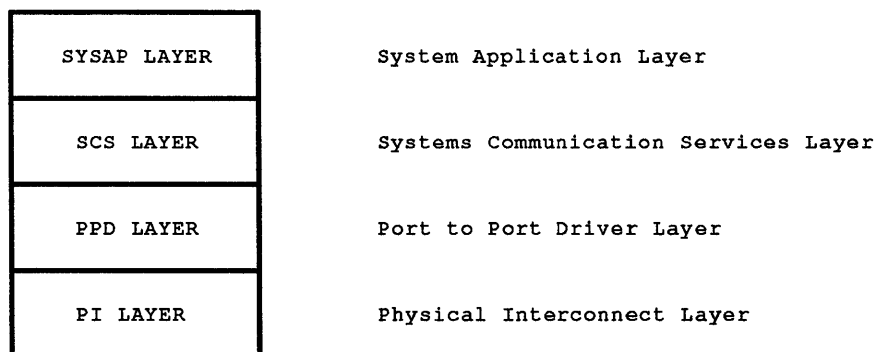 SYSAP LAYER System Application Layer
SCS LAYER Systems Communication Services Layer
PPD LAYER Port to Port Driver Layer
PI LAYER Physical Interconnect Layer